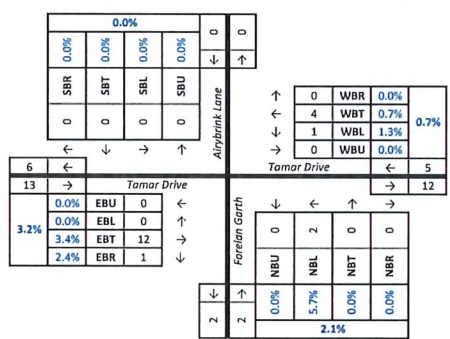 0.0%
0.0% 0.0% 0.0% 0.0%
SBR SBT SBL SBU
0 0 0 0
← ↓ → ↑
0 0
↓ ↑
Airybrink Lane
↑ 0 WBR 0.0%
← 4 WBT 0.7%
↓ 1 WBL 1.3%
→ 0 WBU 0.0%
0.7%
Tamar Drive ← 5
→ 12
6 ←
13 → Tamar Drive
3.2%
0.0% EBU 0 ←
0.0% EBL 0 ↑
3.4% EBT 12 →
2.4% EBR 1 ↓
Forelan Garth
↓ ↑
2 2
↓ ← ↑ →
0 2 0 0
NBU NBL NBT NBR
0.0% 5.7% 0.0% 0.0%
2.1%